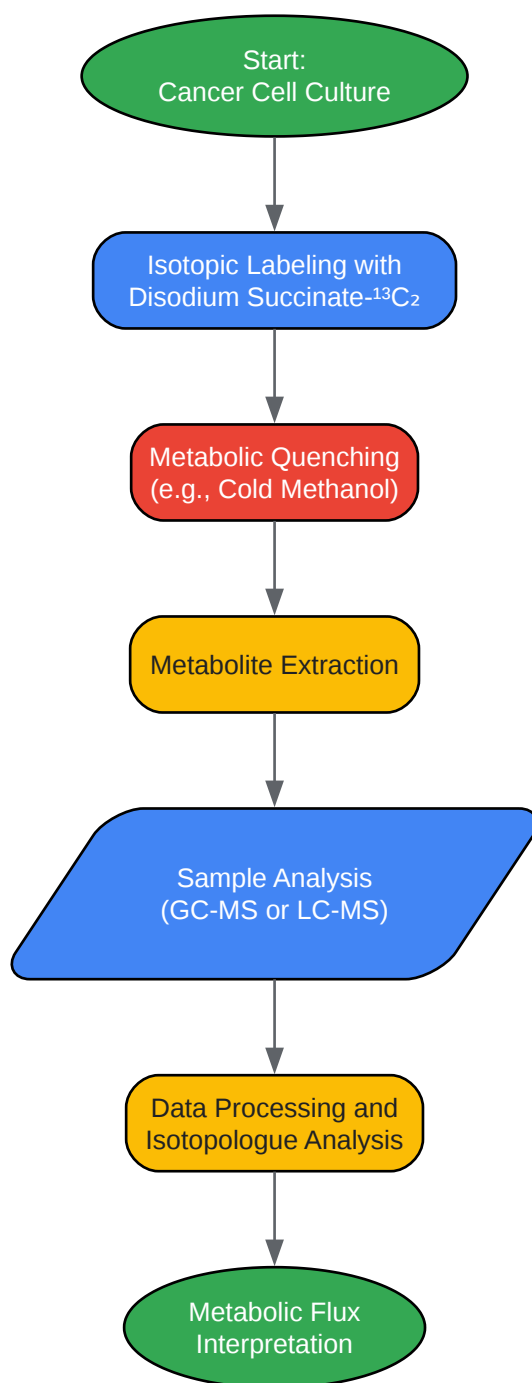 Start:
Cancer Cell Culture
Isotopic Labeling with
Disodium Succinate-¹³C₂
Metabolic Quenching
(e.g., Cold Methanol)
Metabolite Extraction
Sample Analysis
(GC-MS or LC-MS)
Data Processing and
Isotopologue Analysis
Metabolic Flux
Interpretation